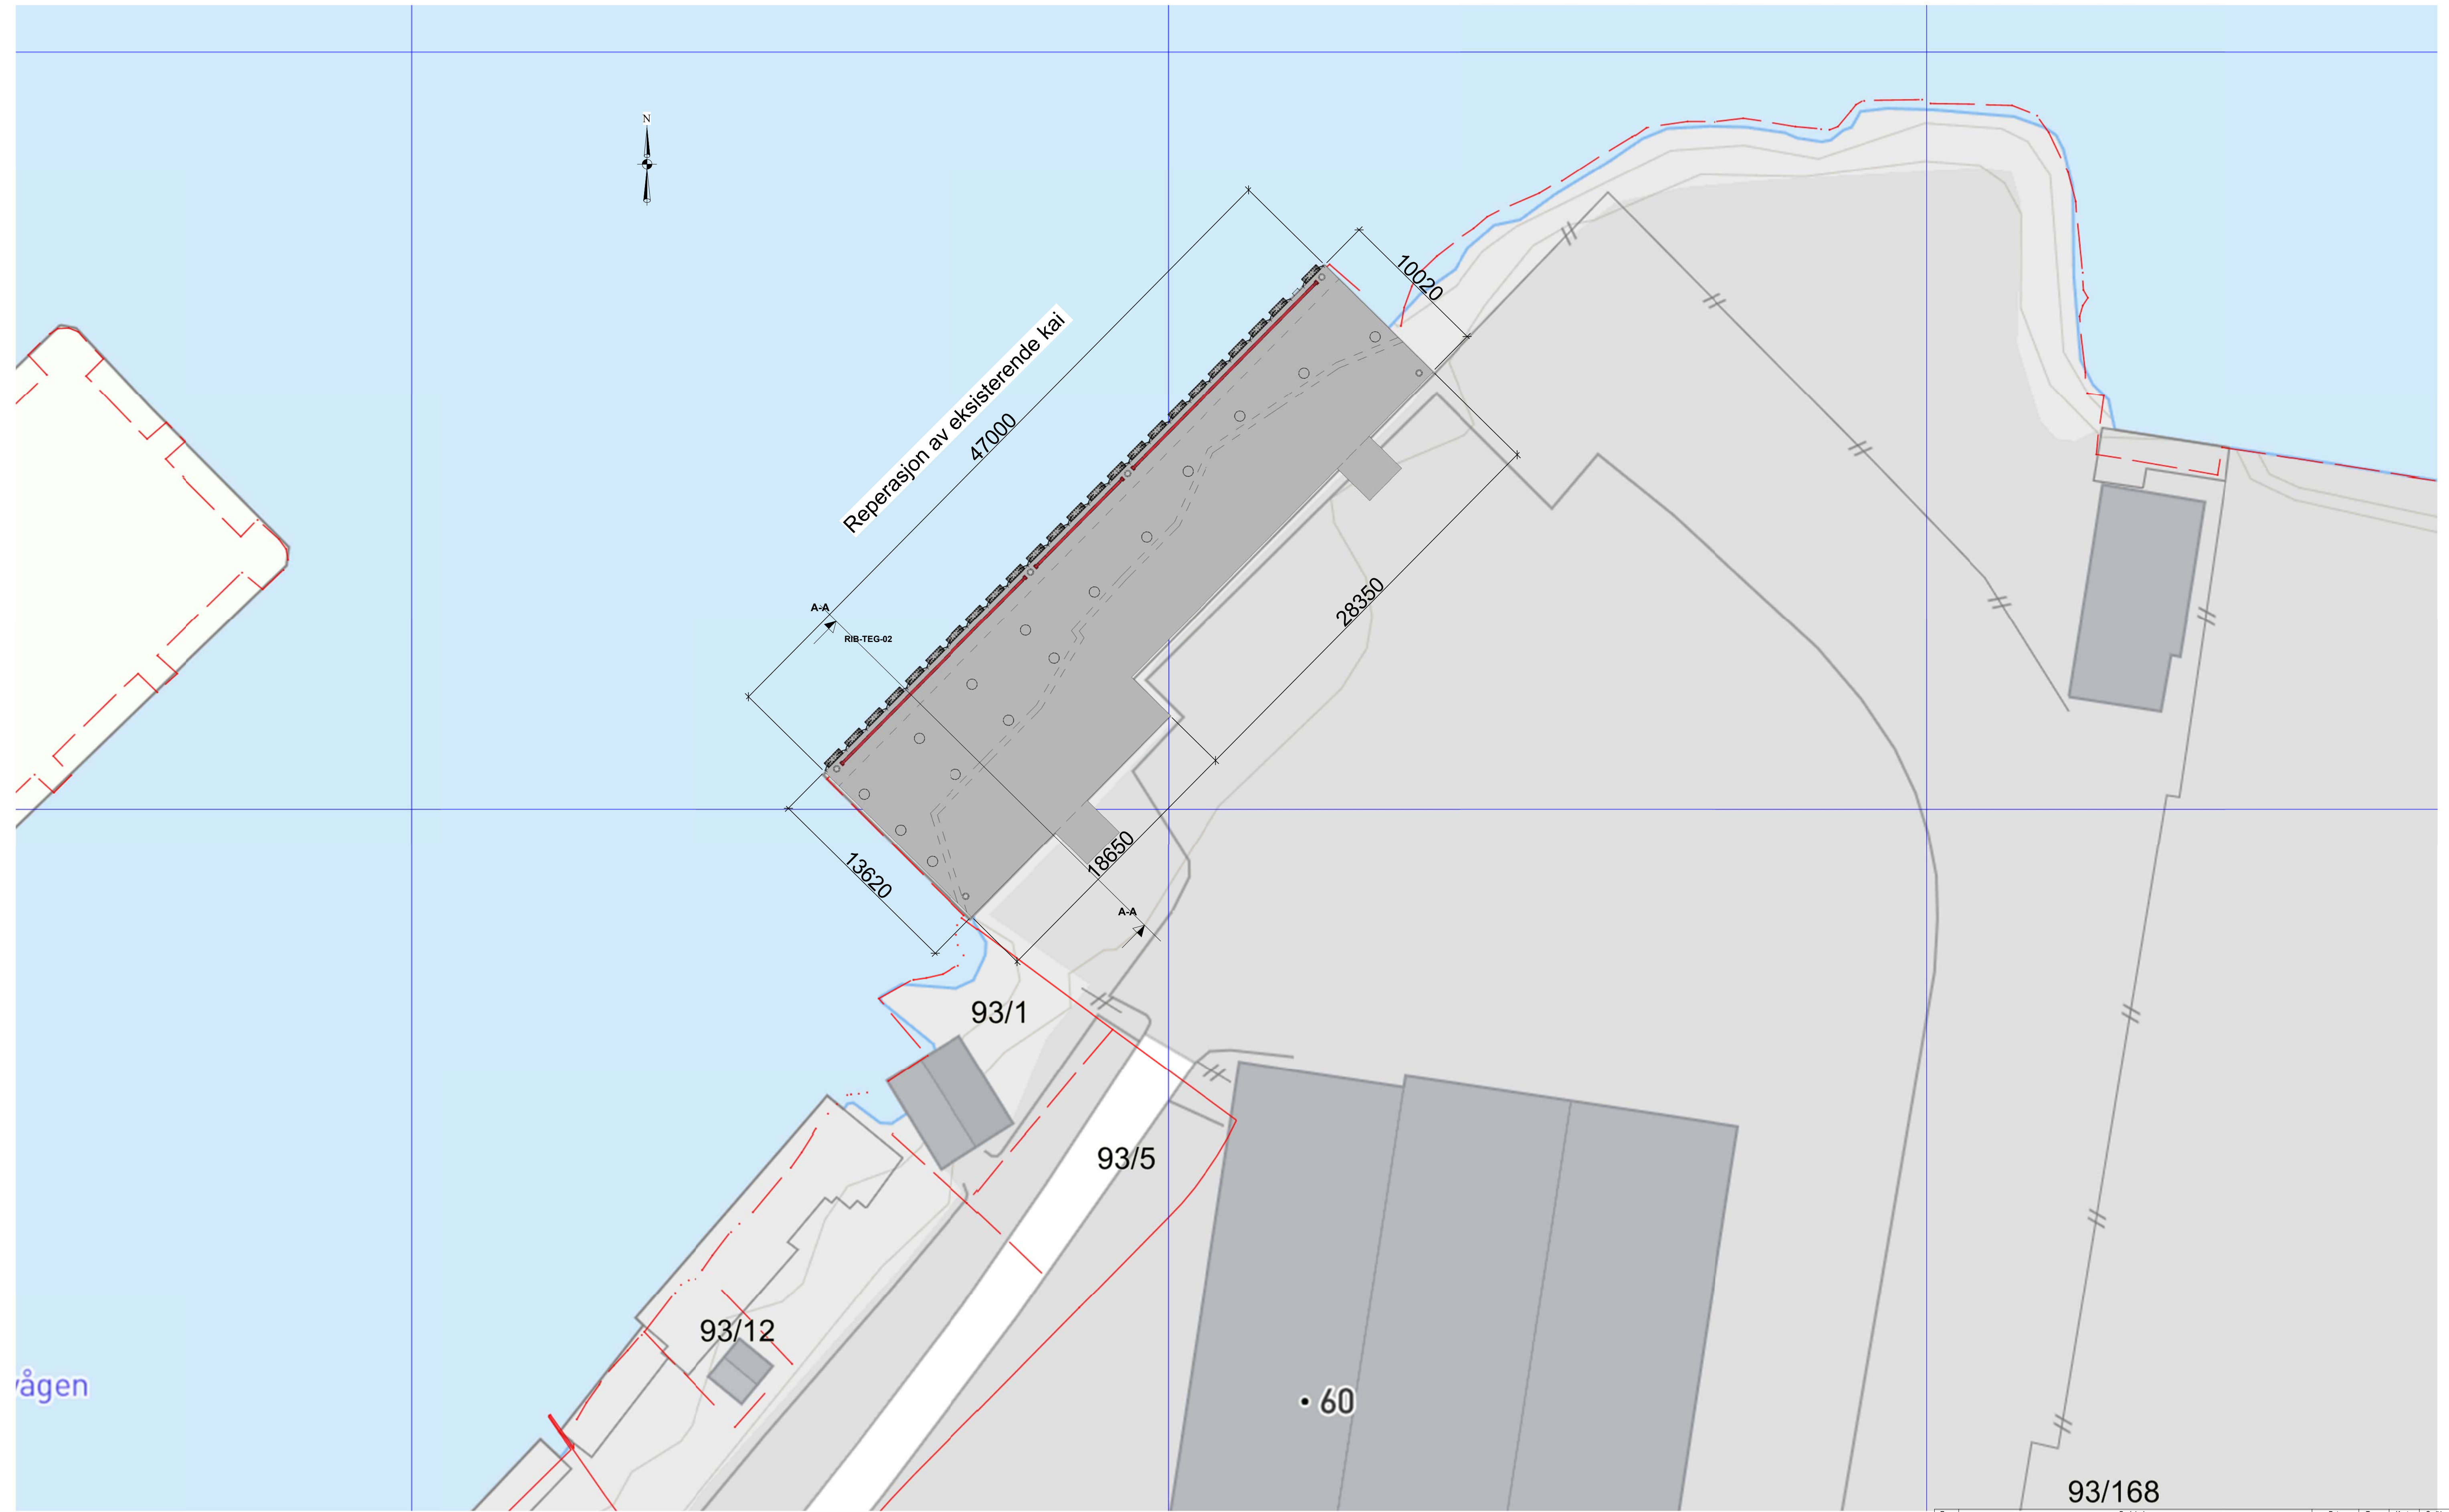 N
10020
Reperasjon av eksisterende kai
47000
28350
A-A
RIB-TEG-02
18650
13620
A-A
93/1
93/5
93/12
ågen
60
93/168